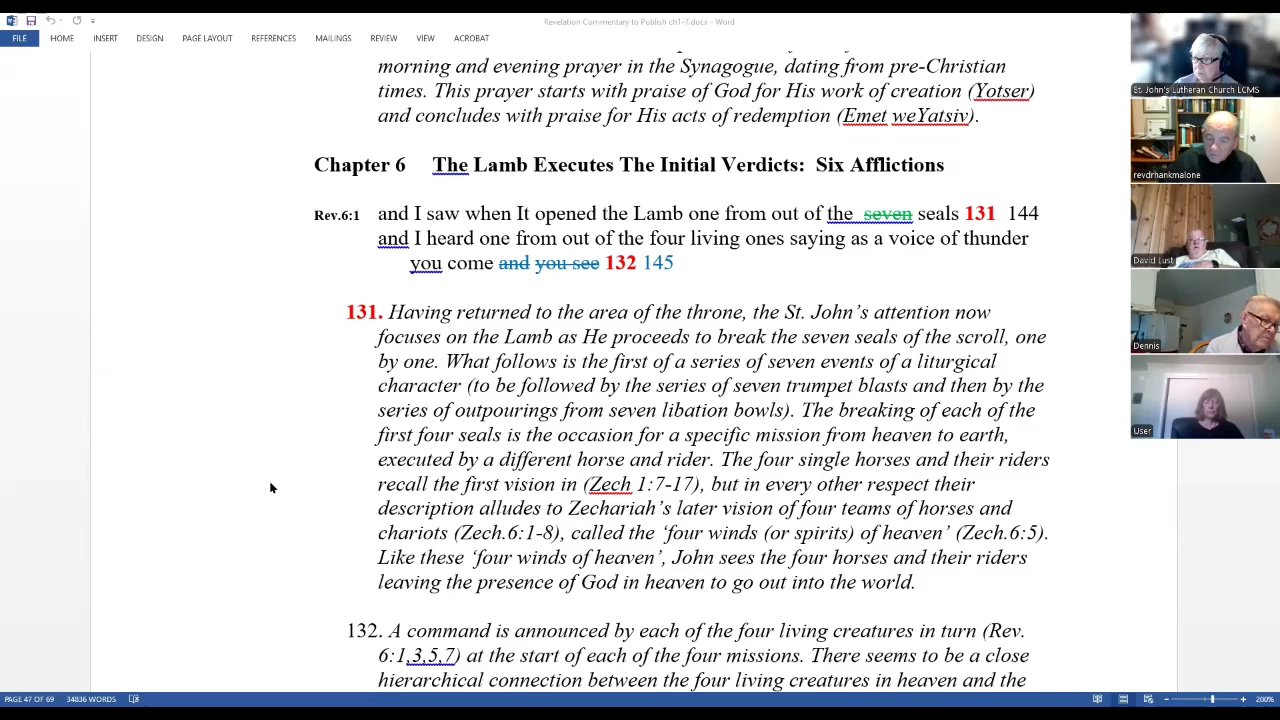 Revelation Commentary to Publish ch1-7.docx - Word
FILE HOME INSERT DESIGN PAGE LAYOUT REFERENCES MAILINGS REVIEW VIEW ACROBAT
morning and evening prayer in the Synagogue, dating from pre-Christian
times. This prayer starts with praise of God for His work of creation (Yotser)
and concludes with praise for His acts of redemption (Emet weYatsiv).
Chapter 6 The Lamb Executes The Initial Verdicts: Six Afflictions
Rev.6:1 and I saw when It opened the Lamb one from out of the seven seals 131 144
and I heard one from out of the four living ones saying as a voice of thunder
you come and you see 132 145
131. Having returned to the area of the throne, the St. John's attention now
focuses on the Lamb as He proceeds to break the seven seals of the scroll, one
by one. What follows is the first of a series of seven events of a liturgical
character (to be followed by the series of seven trumpet blasts and then by the
series of outpourings from seven libation bowls). The breaking of each of the
first four seals is the occasion for a specific mission from heaven to earth,
executed by a different horse and rider. The four single horses and their riders
recall the first vision in (Zech 1:7-17), but in every other respect their
description alludes to Zechariah's later vision of four teams of horses and
chariots (Zech.6:1-8), called the 'four winds (or spirits) of heaven' (Zech.6:5).
Like these 'four winds of heaven', John sees the four horses and their riders
leaving the presence of God in heaven to go out into the world.
132. A command is announced by each of the four living creatures in turn (Rev.
6:1,3,5,7) at the start of each of the four missions. There seems to be a close
hierarchical connection between the four living creatures in heaven and the
PAGE 47 OF 69 34836 WORDS
200%
St. John's Lutheran Church LCMS
revdrhankmalone
David Lust
Dennis
User